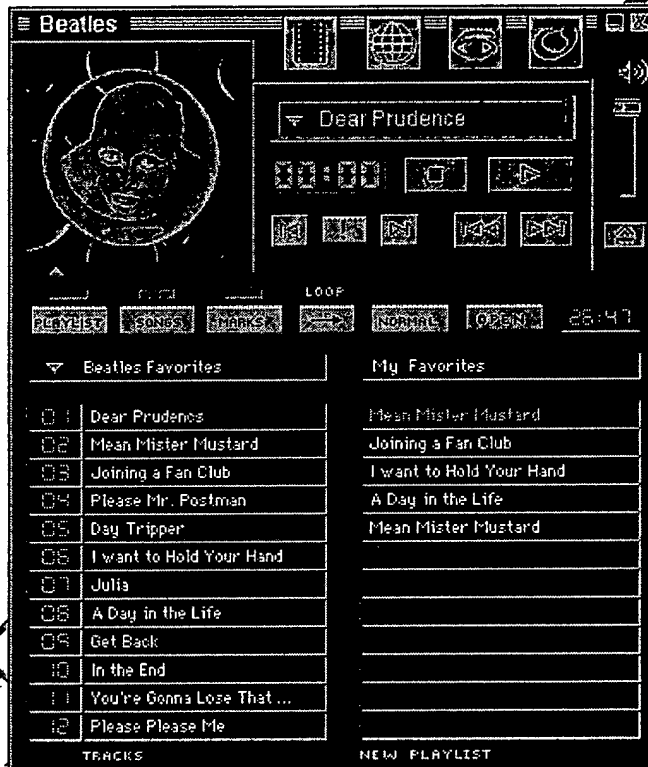 Beatles
Dear Prudence
00:00
LOOP
PLAYLIST SONGS MARKS NORMAL OPEN 26:47
Beatles Favorites
My Favorites
01 Dear Prudence
02 Mean Mister Mustard
03 Joining a Fan Club
04 Please Mr. Postman
05 Day Tripper
06 I want to Hold Your Hand
07 Julia
08 A Day in the Life
09 Get Back
10 In the End
11 You're Gonna Lose That ...
12 Please Please Me
TRACKS
Mean Mister Mustard
Joining a Fan Club
I want to Hold Your Hand
A Day in the Life
Mean Mister Mustard
NEW PLAYLIST